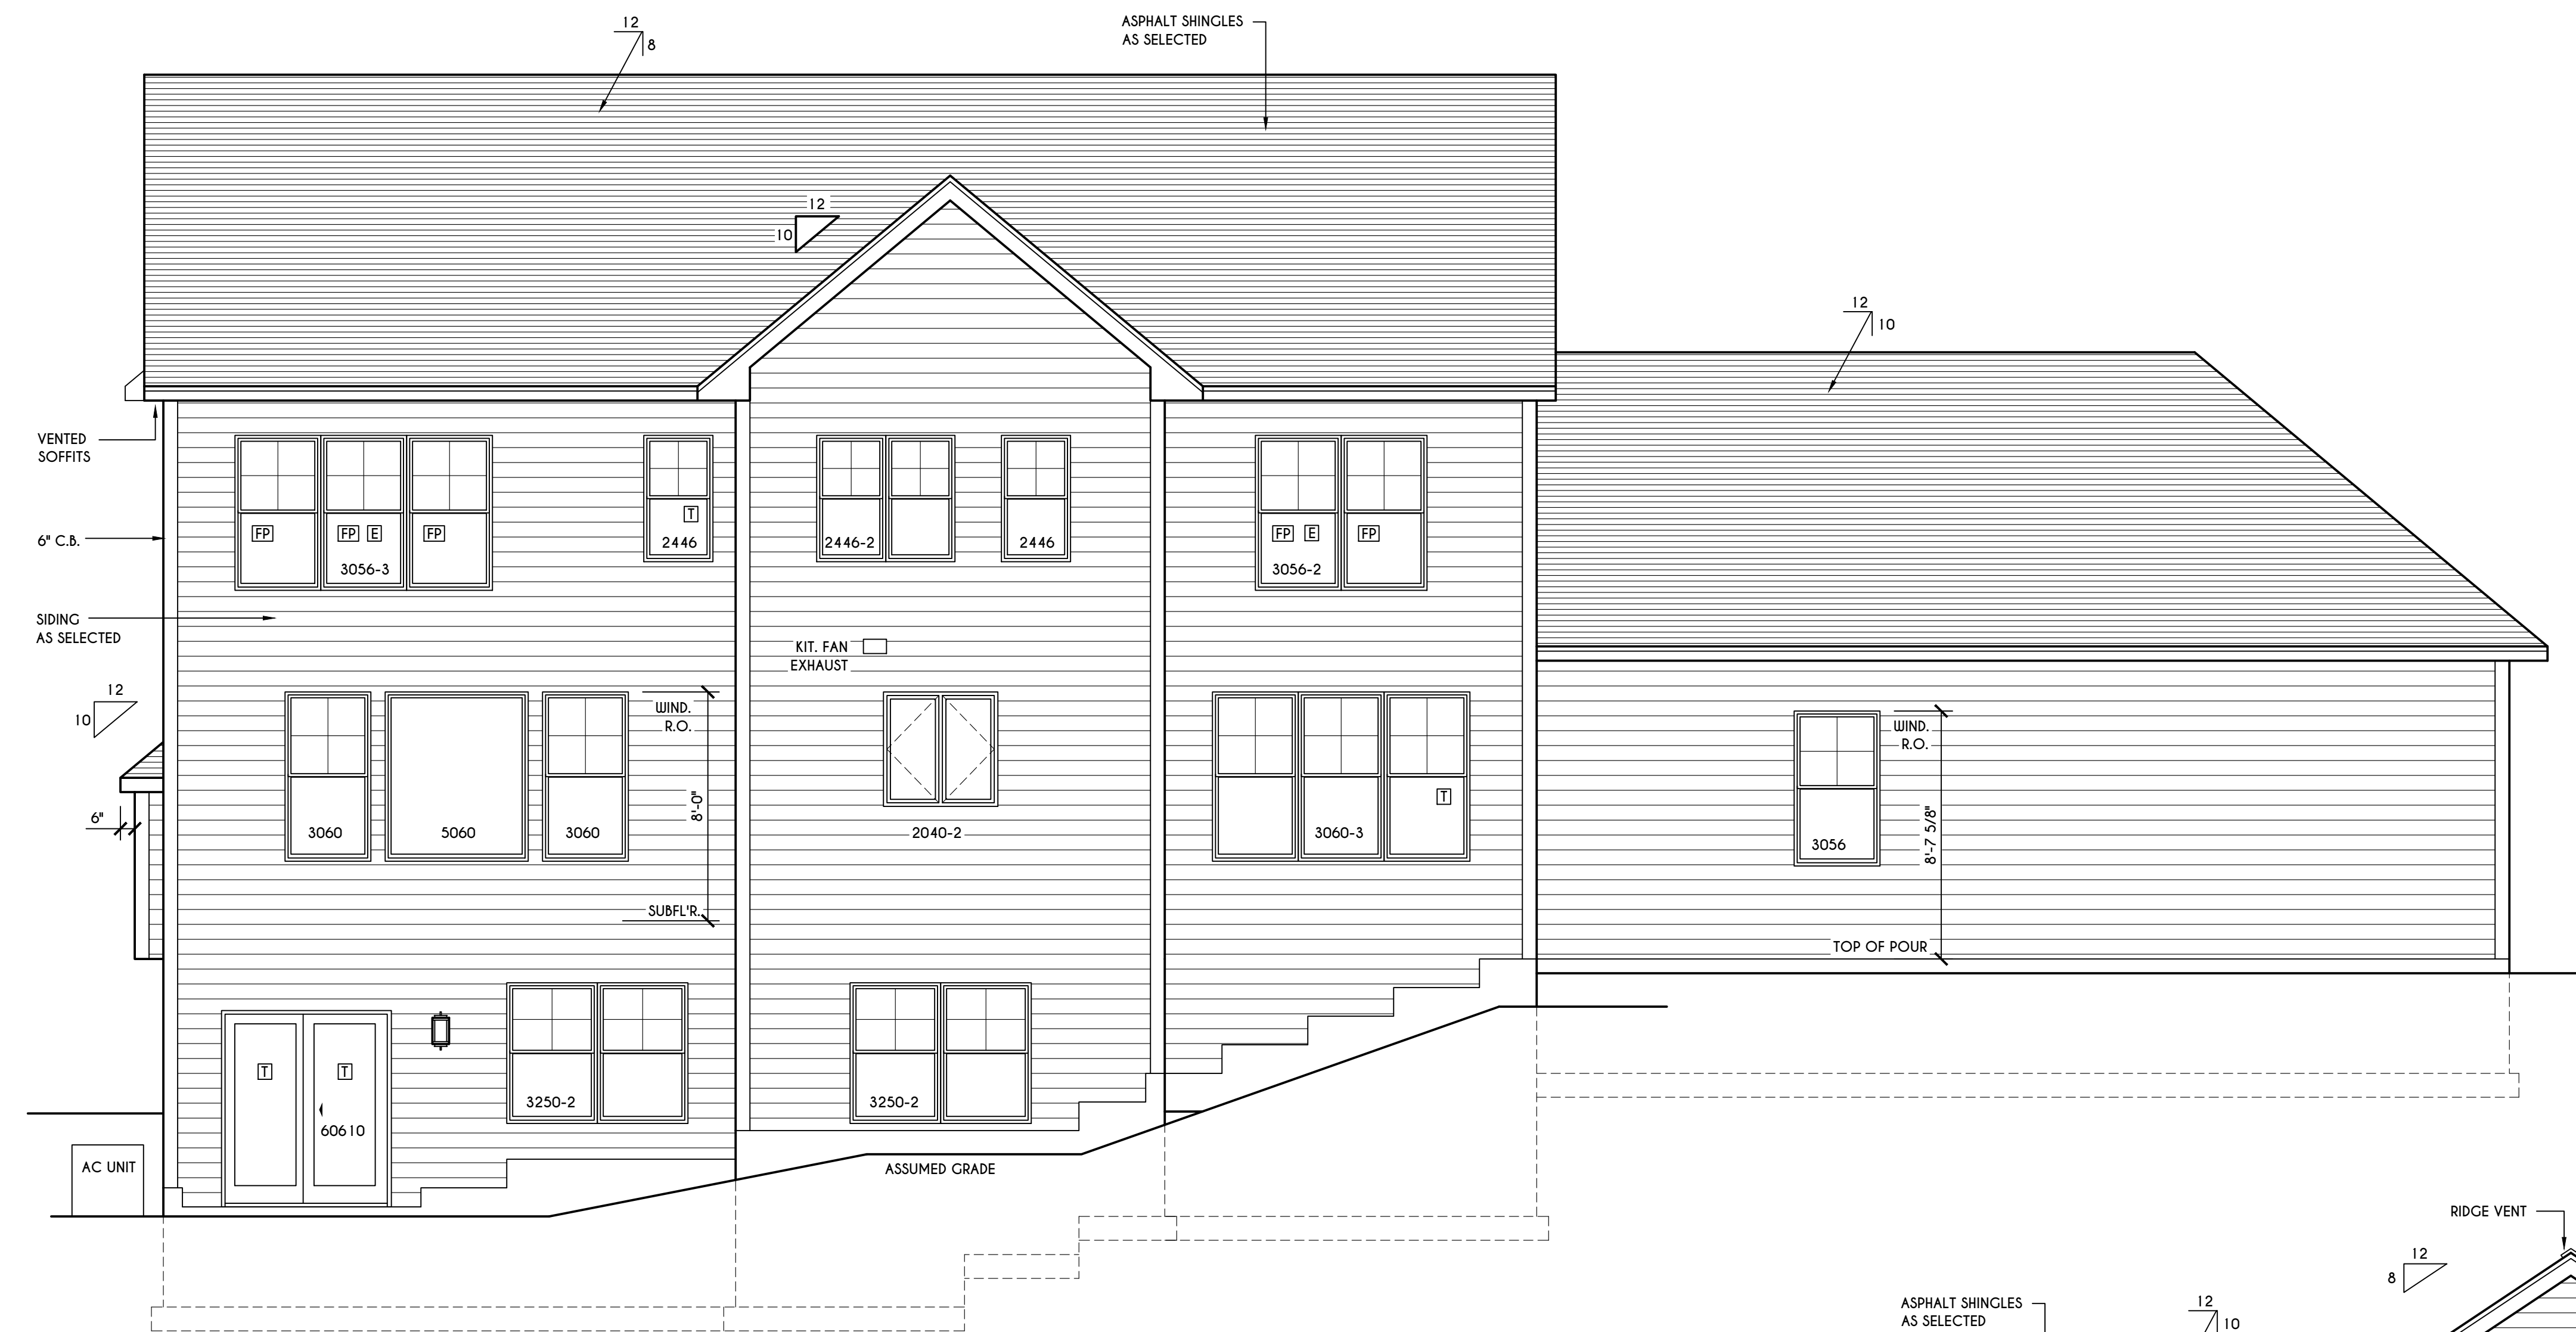 12
8
ASPHALT SHINGLES
AS SELECTED
12
10
12
10
VENTED
SOFFITS
6" C.B.
SIDING
AS SELECTED
FP
FP E
FP
3056-3
T
2446
2446-2
2446
FP E
FP
3056-2
KIT. FAN
EXHAUST
12
10
6"
3060
5060
3060
WIND.
R.O.
8'-0"
SUBFL'R.
2040-2
T
3060-3
3056
WIND.
R.O.
8'-7 5/8"
TOP OF POUR
T
T
60610
3250-2
3250-2
AC UNIT
ASSUMED GRADE
RIDGE VENT
12
8
ASPHALT SHINGLES
AS SELECTED
12
10